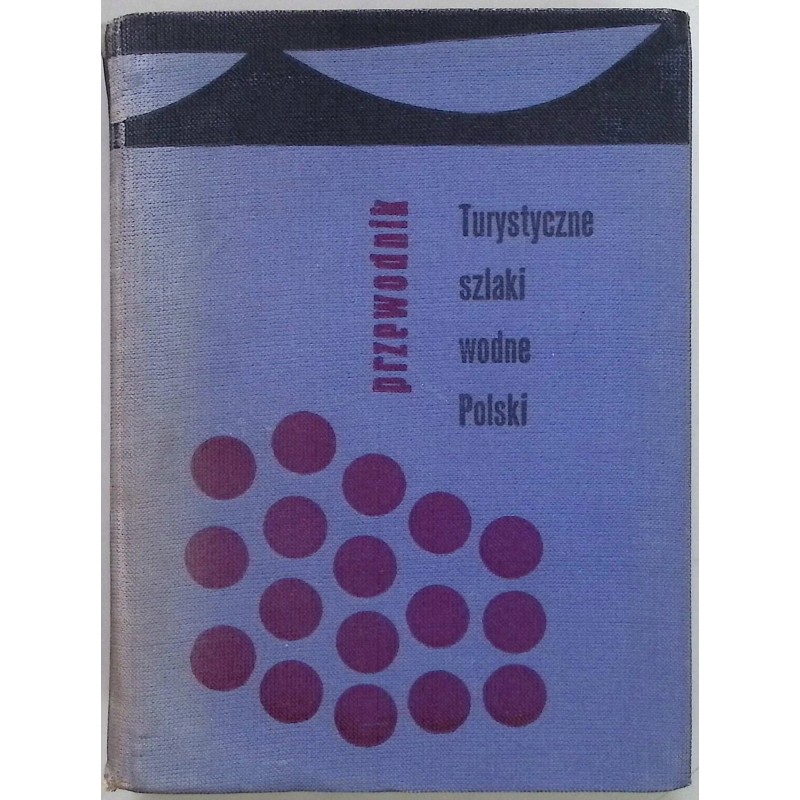 przewodnik
Turystyczne
szlaki
wodne
Polski